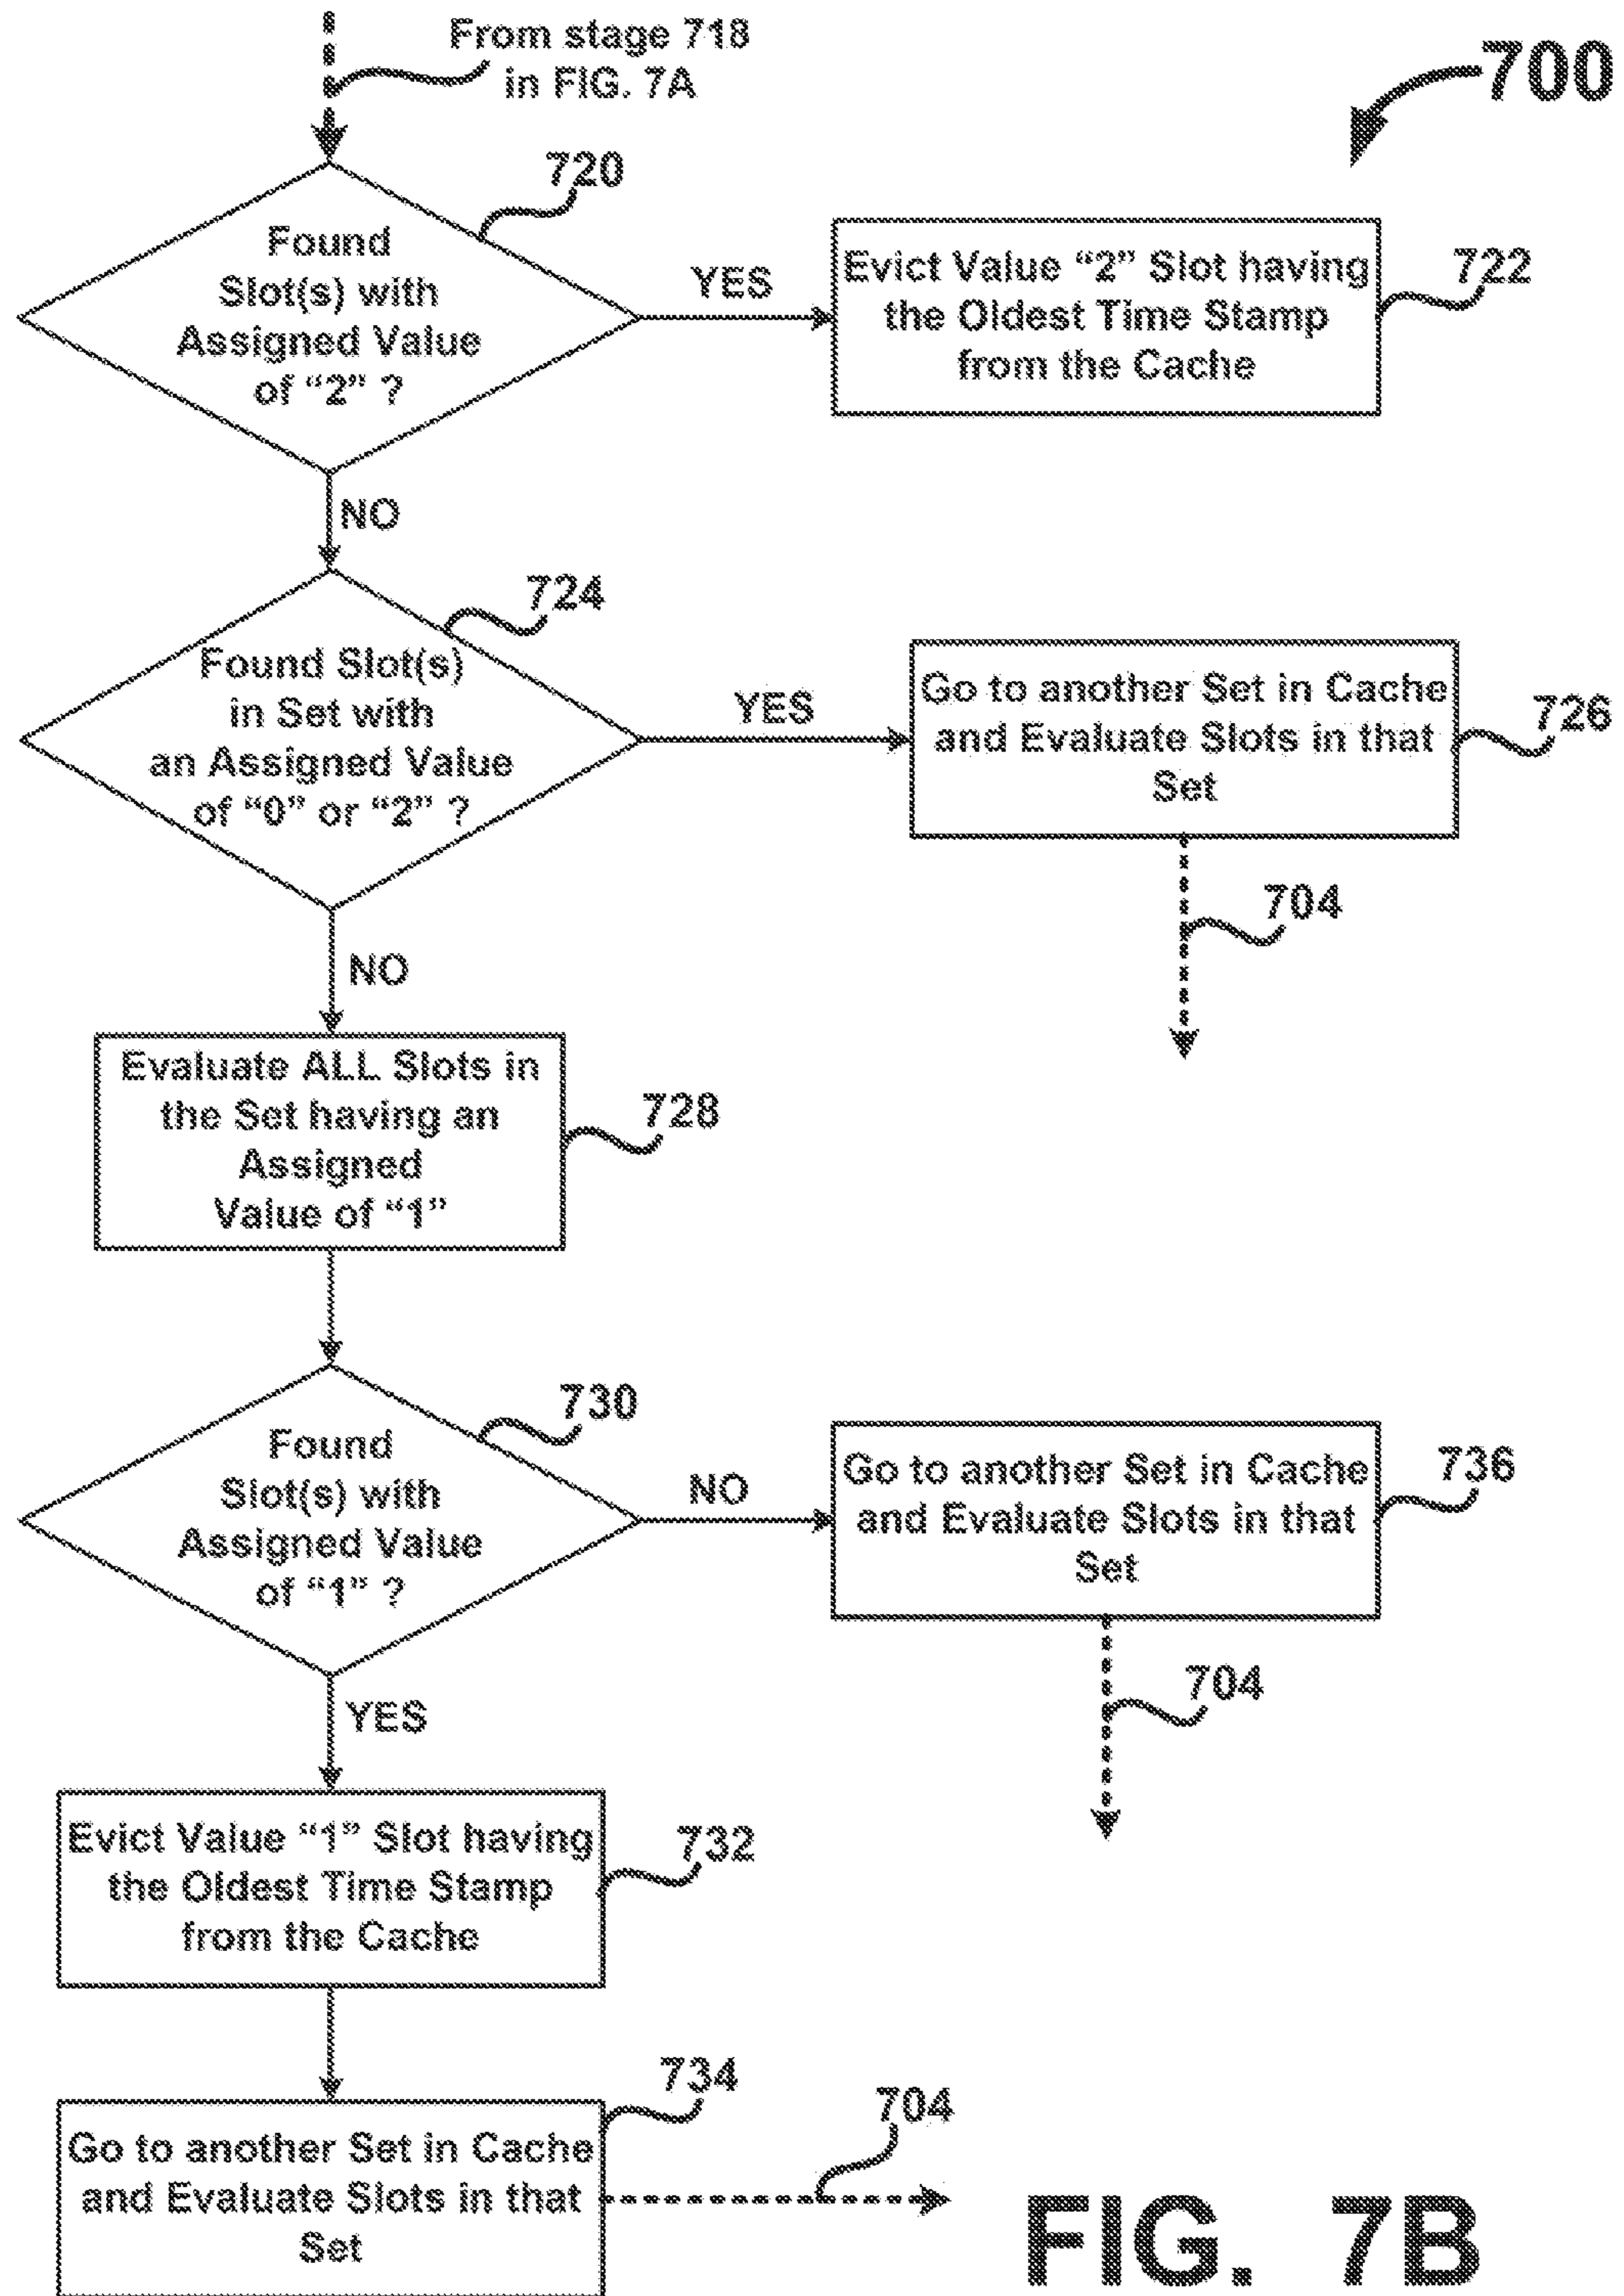 From stage 718
in FIG. 7A
700
720
Found
Slot(s) with
Assigned Value
of “2” ?
YES
Evict Value “2” Slot having
the Oldest Time Stamp
from the Cache
722
NO
724
Found Slot(s)
in Set with
an Assigned Value
of “0” or “2” ?
YES
Go to another Set in Cache
and Evaluate Slots in that
Set
726
704
NO
Evaluate ALL Slots in
the Set having an
Assigned
Value of “1”
728
730
Found
Slot(s) with
Assigned Value
of “1” ?
NO
Go to another Set in Cache
and Evaluate Slots in that
Set
736
704
YES
Evict Value “1” Slot having
the Oldest Time Stamp
from the Cache
732
734
Go to another Set in Cache
and Evaluate Slots in that
Set
704
FIG. 7B